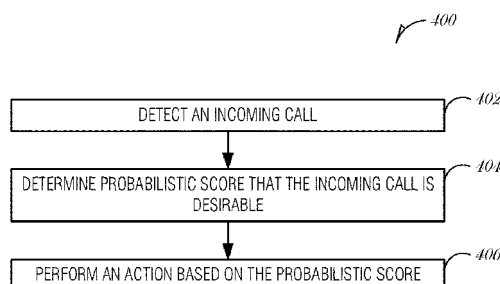 400
402
DETECT AN INCOMING CALL
404
DETERMINE PROBABILISTIC SCORE THAT THE INCOMING CALL IS
DESIRABLE
406
PERFORM AN ACTION BASED ON THE PROBABILISTIC SCORE